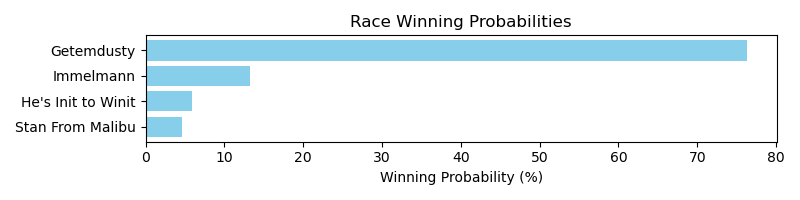 Race Winning Probabilities
Getemdusty
Immelmann
He's Init to Winit
Stan From Malibu
0 10 20 30 40 50 60 70 80
Winning Probability (%)